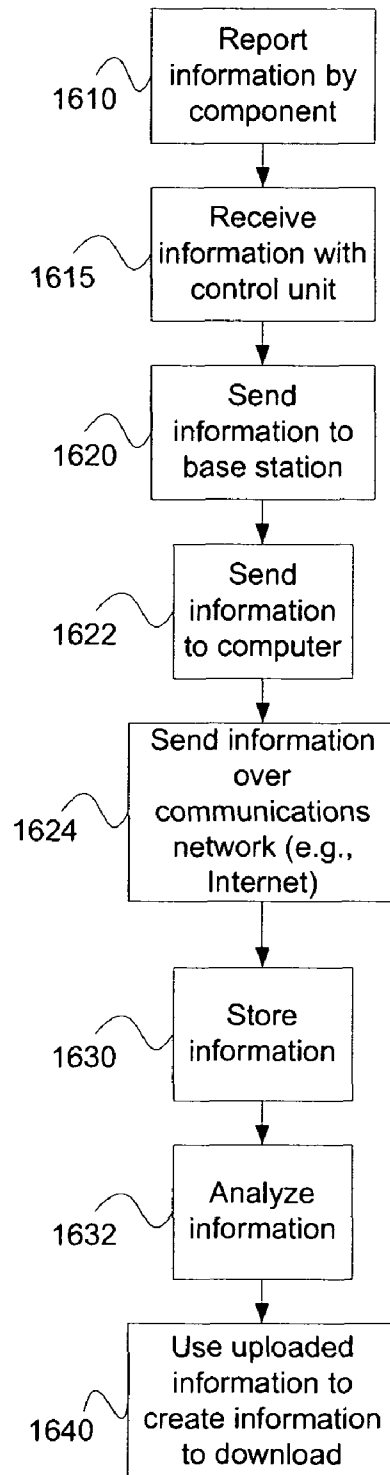 Report
information by
component
1610
Receive
information with
control unit
1615
Send
information to
base station
1620
Send
information
to computer
1622
Send information
over
communications
network (e.g.,
Internet)
1624
Store
information
1630
Analyze
information
1632
Use uploaded
information to
create information
to download
1640